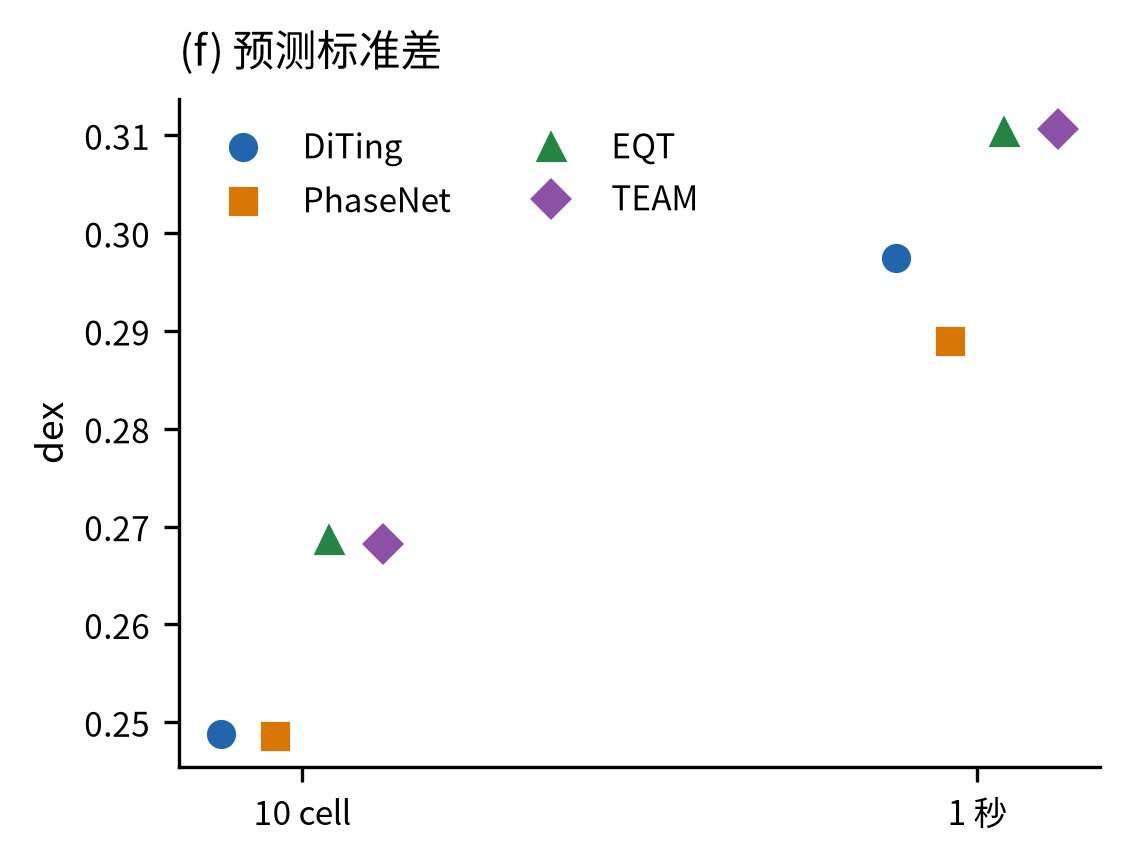 (f) 预测标准差
DiTing
EQT
PhaseNet
TEAM
0.31
0.30
0.29
0.28
0.27
0.26
0.25
dex
10 cell
1 秒